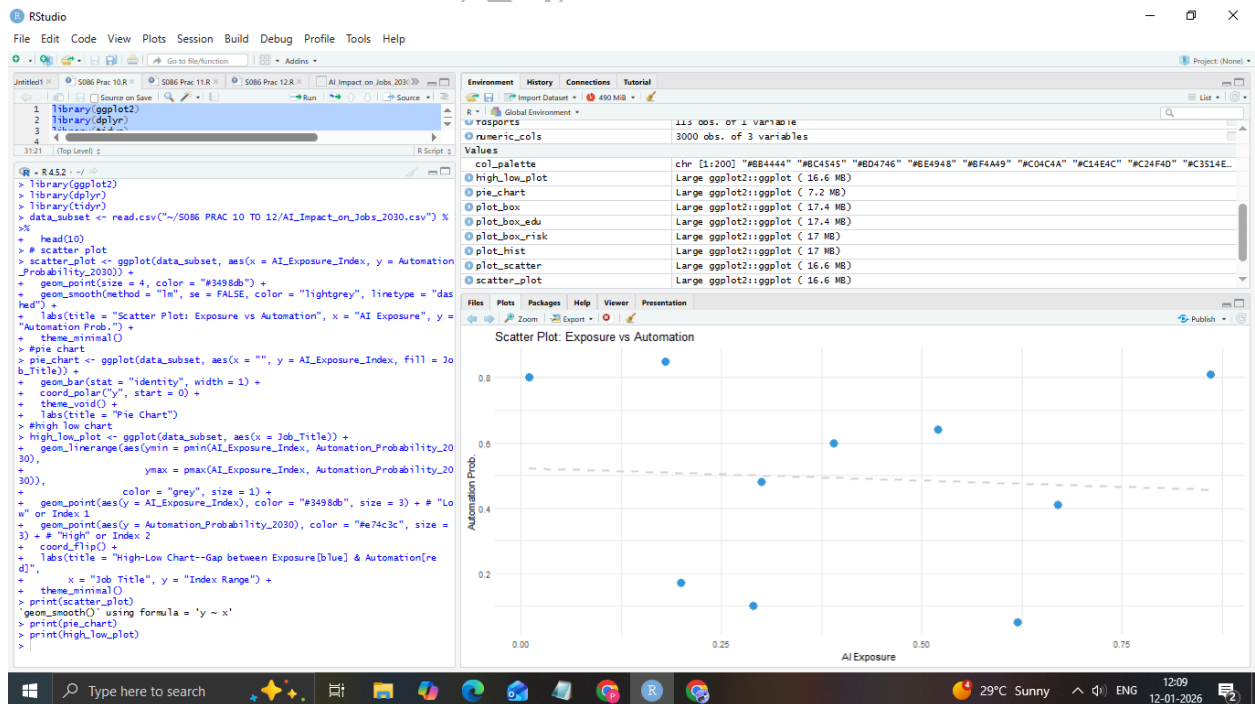 RStudio
File Edit Code View Plots Session Build Debug Profile Tools Help
Go to file/function
Addins
Project: (None)
Jntitled1
S086 Prac 10.R
S086 Prac 11.R
S086 Prac 12.R
AI_Impact_on_Jobs_2030
Source on Save
Run
Source
1 library(ggplot2)
2 library(dplyr)
3 library(tidyr)
4
31:21 (Top Level) R Script
R 4.5.2 · ~/
> library(ggplot2)
> library(dplyr)
> library(tidyr)
> data_subset <- read.csv("~/S086 PRAC 10 TO 12/AI_Impact_on_Jobs_2030.csv") %
>%
+ head(10)
> # scatter plot
> scatter_plot <- ggplot(data_subset, aes(x = AI_Exposure_Index, y = Automation
_Probability_2030)) +
+ geom_point(size = 4, color = "#3498db") +
+ geom_smooth(method = "lm", se = FALSE, color = "lightgrey", linetype = "das
hed") +
+ labs(title = "Scatter Plot: Exposure vs Automation", x = "AI Exposure", y =
"Automation Prob.") +
+ theme_minimal()
> #pie chart
> pie_chart <- ggplot(data_subset, aes(x = "", y = AI_Exposure_Index, fill = Jo
b_Title)) +
+ geom_bar(stat = "identity", width = 1) +
+ coord_polar("y", start = 0) +
+ theme_void() +
+ labs(title = "Pie Chart")
> #high low chart
> high_low_plot <- ggplot(data_subset, aes(x = Job_Title)) +
+ geom_linerange(aes(ymin = pmin(AI_Exposure_Index, Automation_Probability_20
30),
+ ymax = pmax(AI_Exposure_Index, Automation_Probability_20
30)),
+ color = "grey", size = 1) +
+ geom_point(aes(y = AI_Exposure_Index), color = "#3498db", size = 3) + # "Lo
w" or Index 1
+ geom_point(aes(y = Automation_Probability_2030), color = "#e74c3c", size =
3) + # "High" or Index 2
+ coord_flip() +
+ labs(title = "High-Low Chart--Gap between Exposure[blue] & Automation[re
d]",
+ x = "Job Title", y = "Index Range") +
+ theme_minimal()
> print(scatter_plot)
`geom_smooth()` using formula = 'y ~ x'
> print(pie_chart)
> print(high_low_plot)
>
Environment History Connections Tutorial
Import Dataset 490 MiB List
R Global Environment
fdsports 113 obs. of 1 variable
numeric_cols 3000 obs. of 3 variables
Values
col_palette chr [1:200] "#BB4444" "#BC4545" "#BD4746" "#BE4948" "#BF4A49" "#C04C4A" "#C14E4C" "#C24F4D" "#C3514E...
high_low_plot Large ggplot2::ggplot ( 16.6 MB)
pie_chart Large ggplot2::ggplot ( 7.2 MB)
plot_box Large ggplot2::ggplot ( 17.4 MB)
plot_box_edu Large ggplot2::ggplot ( 17.4 MB)
plot_box_risk Large ggplot2::ggplot ( 17 MB)
plot_hist Large ggplot2::ggplot ( 17 MB)
plot_scatter Large ggplot2::ggplot ( 16.6 MB)
scatter_plot Large ggplot2::ggplot ( 16.6 MB)
Files Plots Packages Help Viewer Presentation
Zoom Export Publish
Scatter Plot: Exposure vs Automation
Automation Prob.
0.8
0.6
0.4
0.2
0.00 0.25 0.50 0.75
AI Exposure
Type here to search
29°C Sunny
ENG
12:09
12-01-2026
2